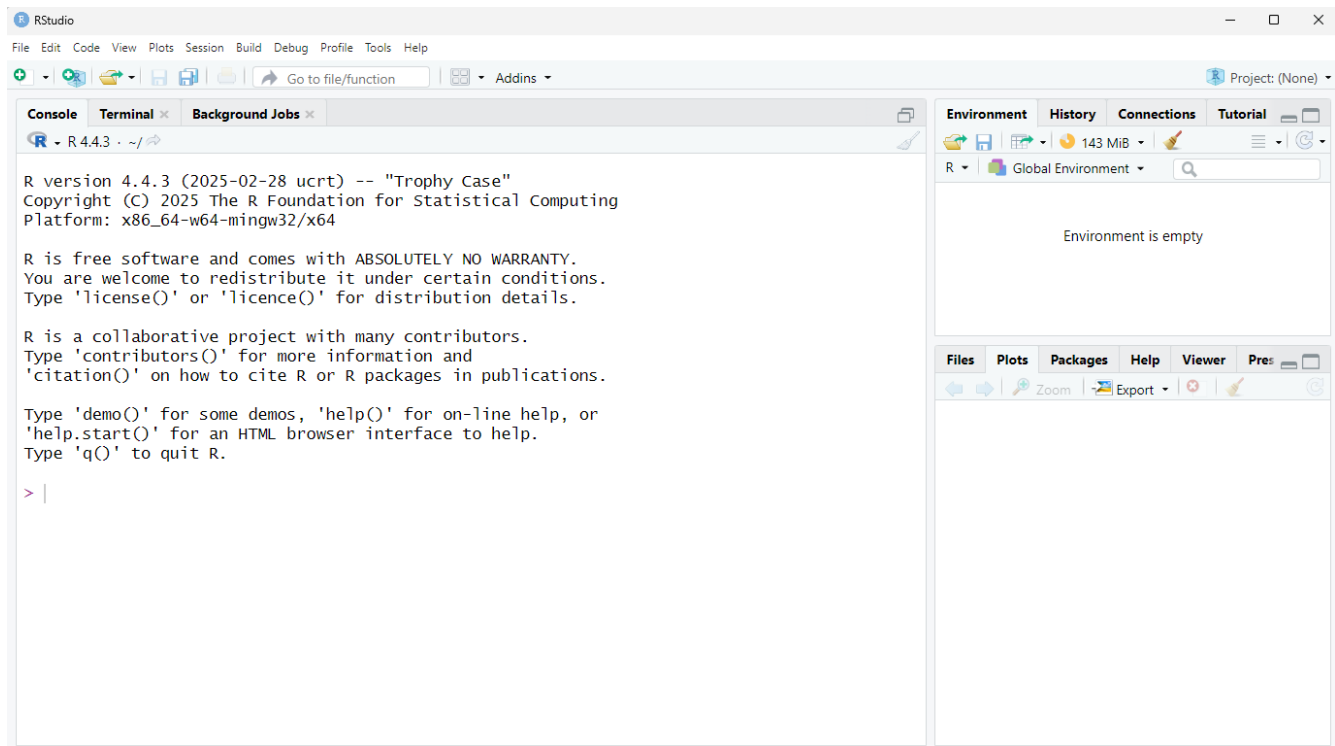 RStudio
File Edit Code View Plots Session Build Debug Profile Tools Help
Go to file/function Addins Project: (None)
Console Terminal Background Jobs
R 4.4.3 · ~/
R version 4.4.3 (2025-02-28 ucrt) -- "Trophy Case"
Copyright (C) 2025 The R Foundation for Statistical Computing
Platform: x86_64-w64-mingw32/x64
R is free software and comes with ABSOLUTELY NO WARRANTY.
You are welcome to redistribute it under certain conditions.
Type 'license()' or 'licence()' for distribution details.
R is a collaborative project with many contributors.
Type 'contributors()' for more information and
'citation()' on how to cite R or R packages in publications.
Type 'demo()' for some demos, 'help()' for on-line help, or
'help.start()' for an HTML browser interface to help.
Type 'q()' to quit R.
>
Environment History Connections Tutorial
143 MiB
R Global Environment
Environment is empty
Files Plots Packages Help Viewer Pres
Zoom Export